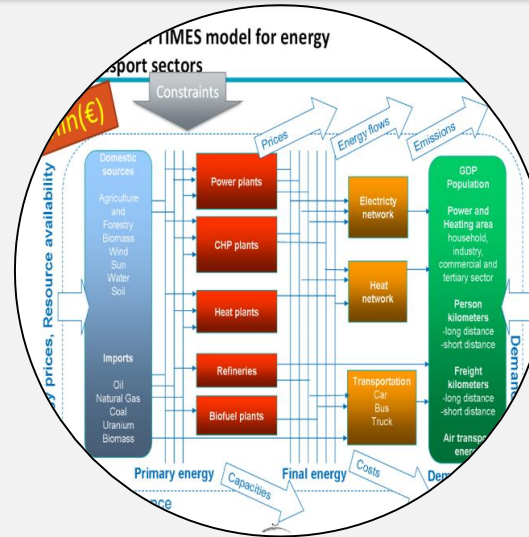 TIMES model for energy
sport sectors
Constraints
in(€)
Prices
Energy flows
Emissions
y prices, Resource availability
Domestic
sources
Agriculture
and
Forestry
Biomass
Wind
Sun
Water
Soil
Imports
Oil
Natural Gas
Coal
Uranium
Biomass
Power plants
CHP plants
Heat plants
Refineries
Biofuel plants
Electricty
network
Heat
network
Transportation
Car
Bus
Truck
GDP
Population
Power and
Heating area
household,
industry,
commercial and
tertiary sector
Person
kilometers
-long distance
-short distance
Freight
kilometers
-long distance
-short distance
Air transpo
energ
Demand
Primary energy
Capacities
Final energy
Costs
Dem
nce